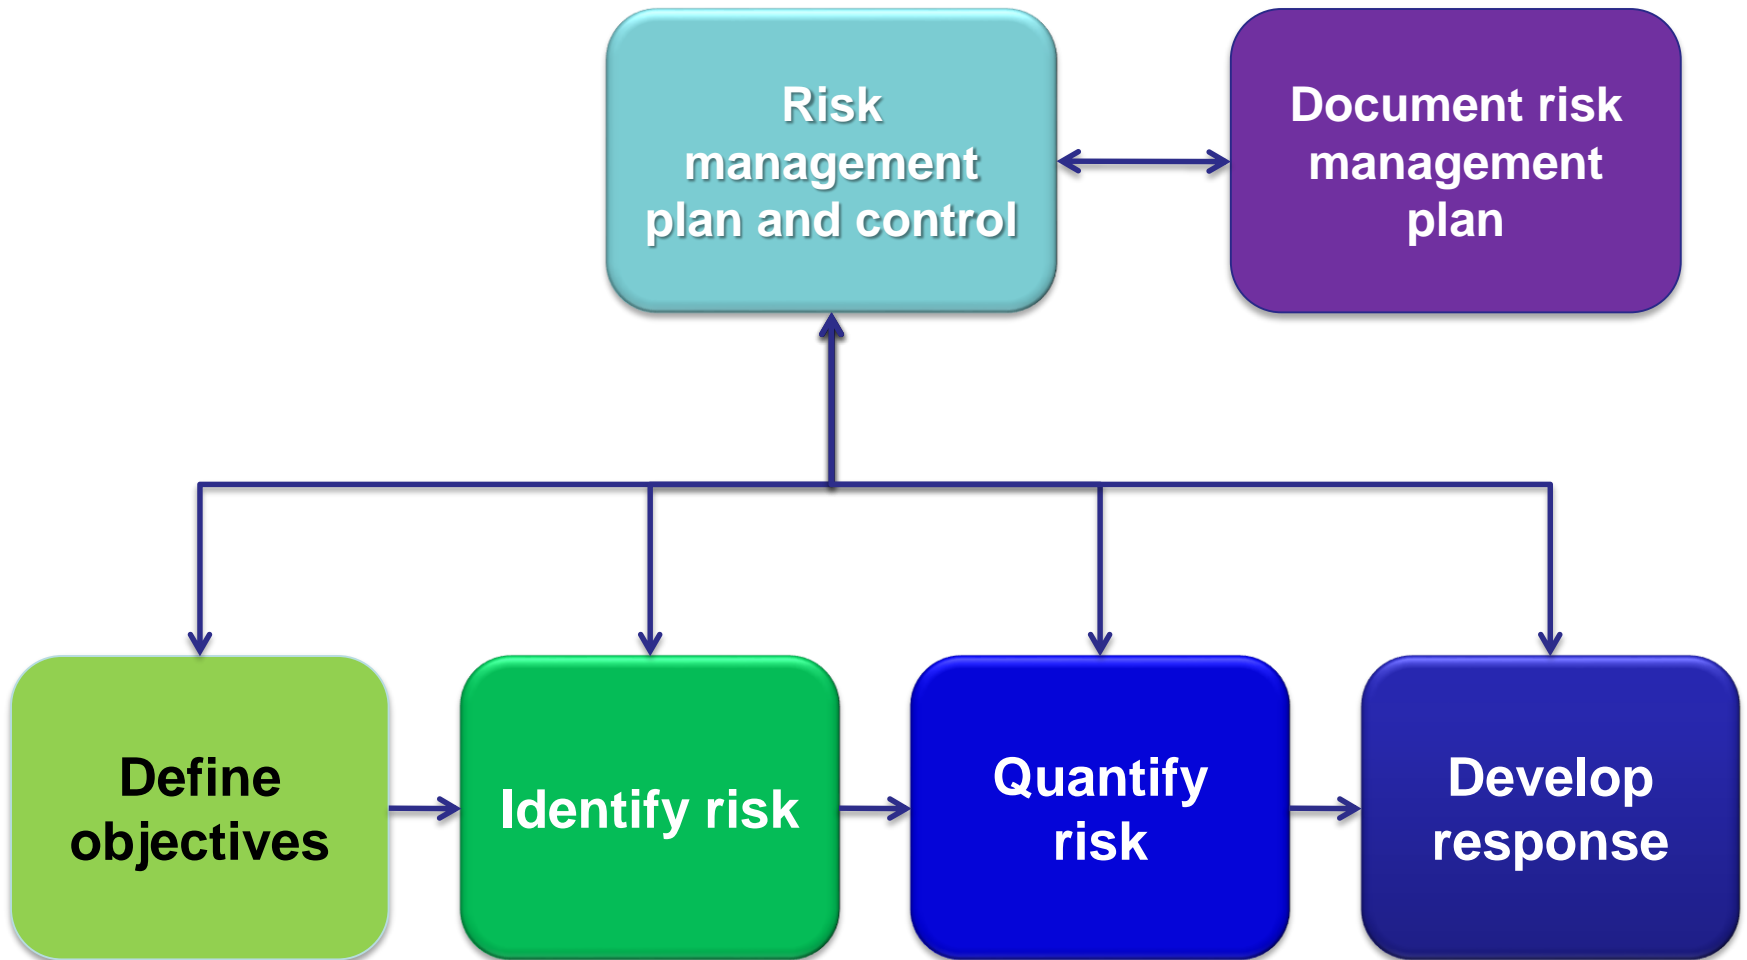 Risk
management
plan and control
Document risk
management
plan
Define
objectives
Identify risk
Quantify
risk
Develop
response